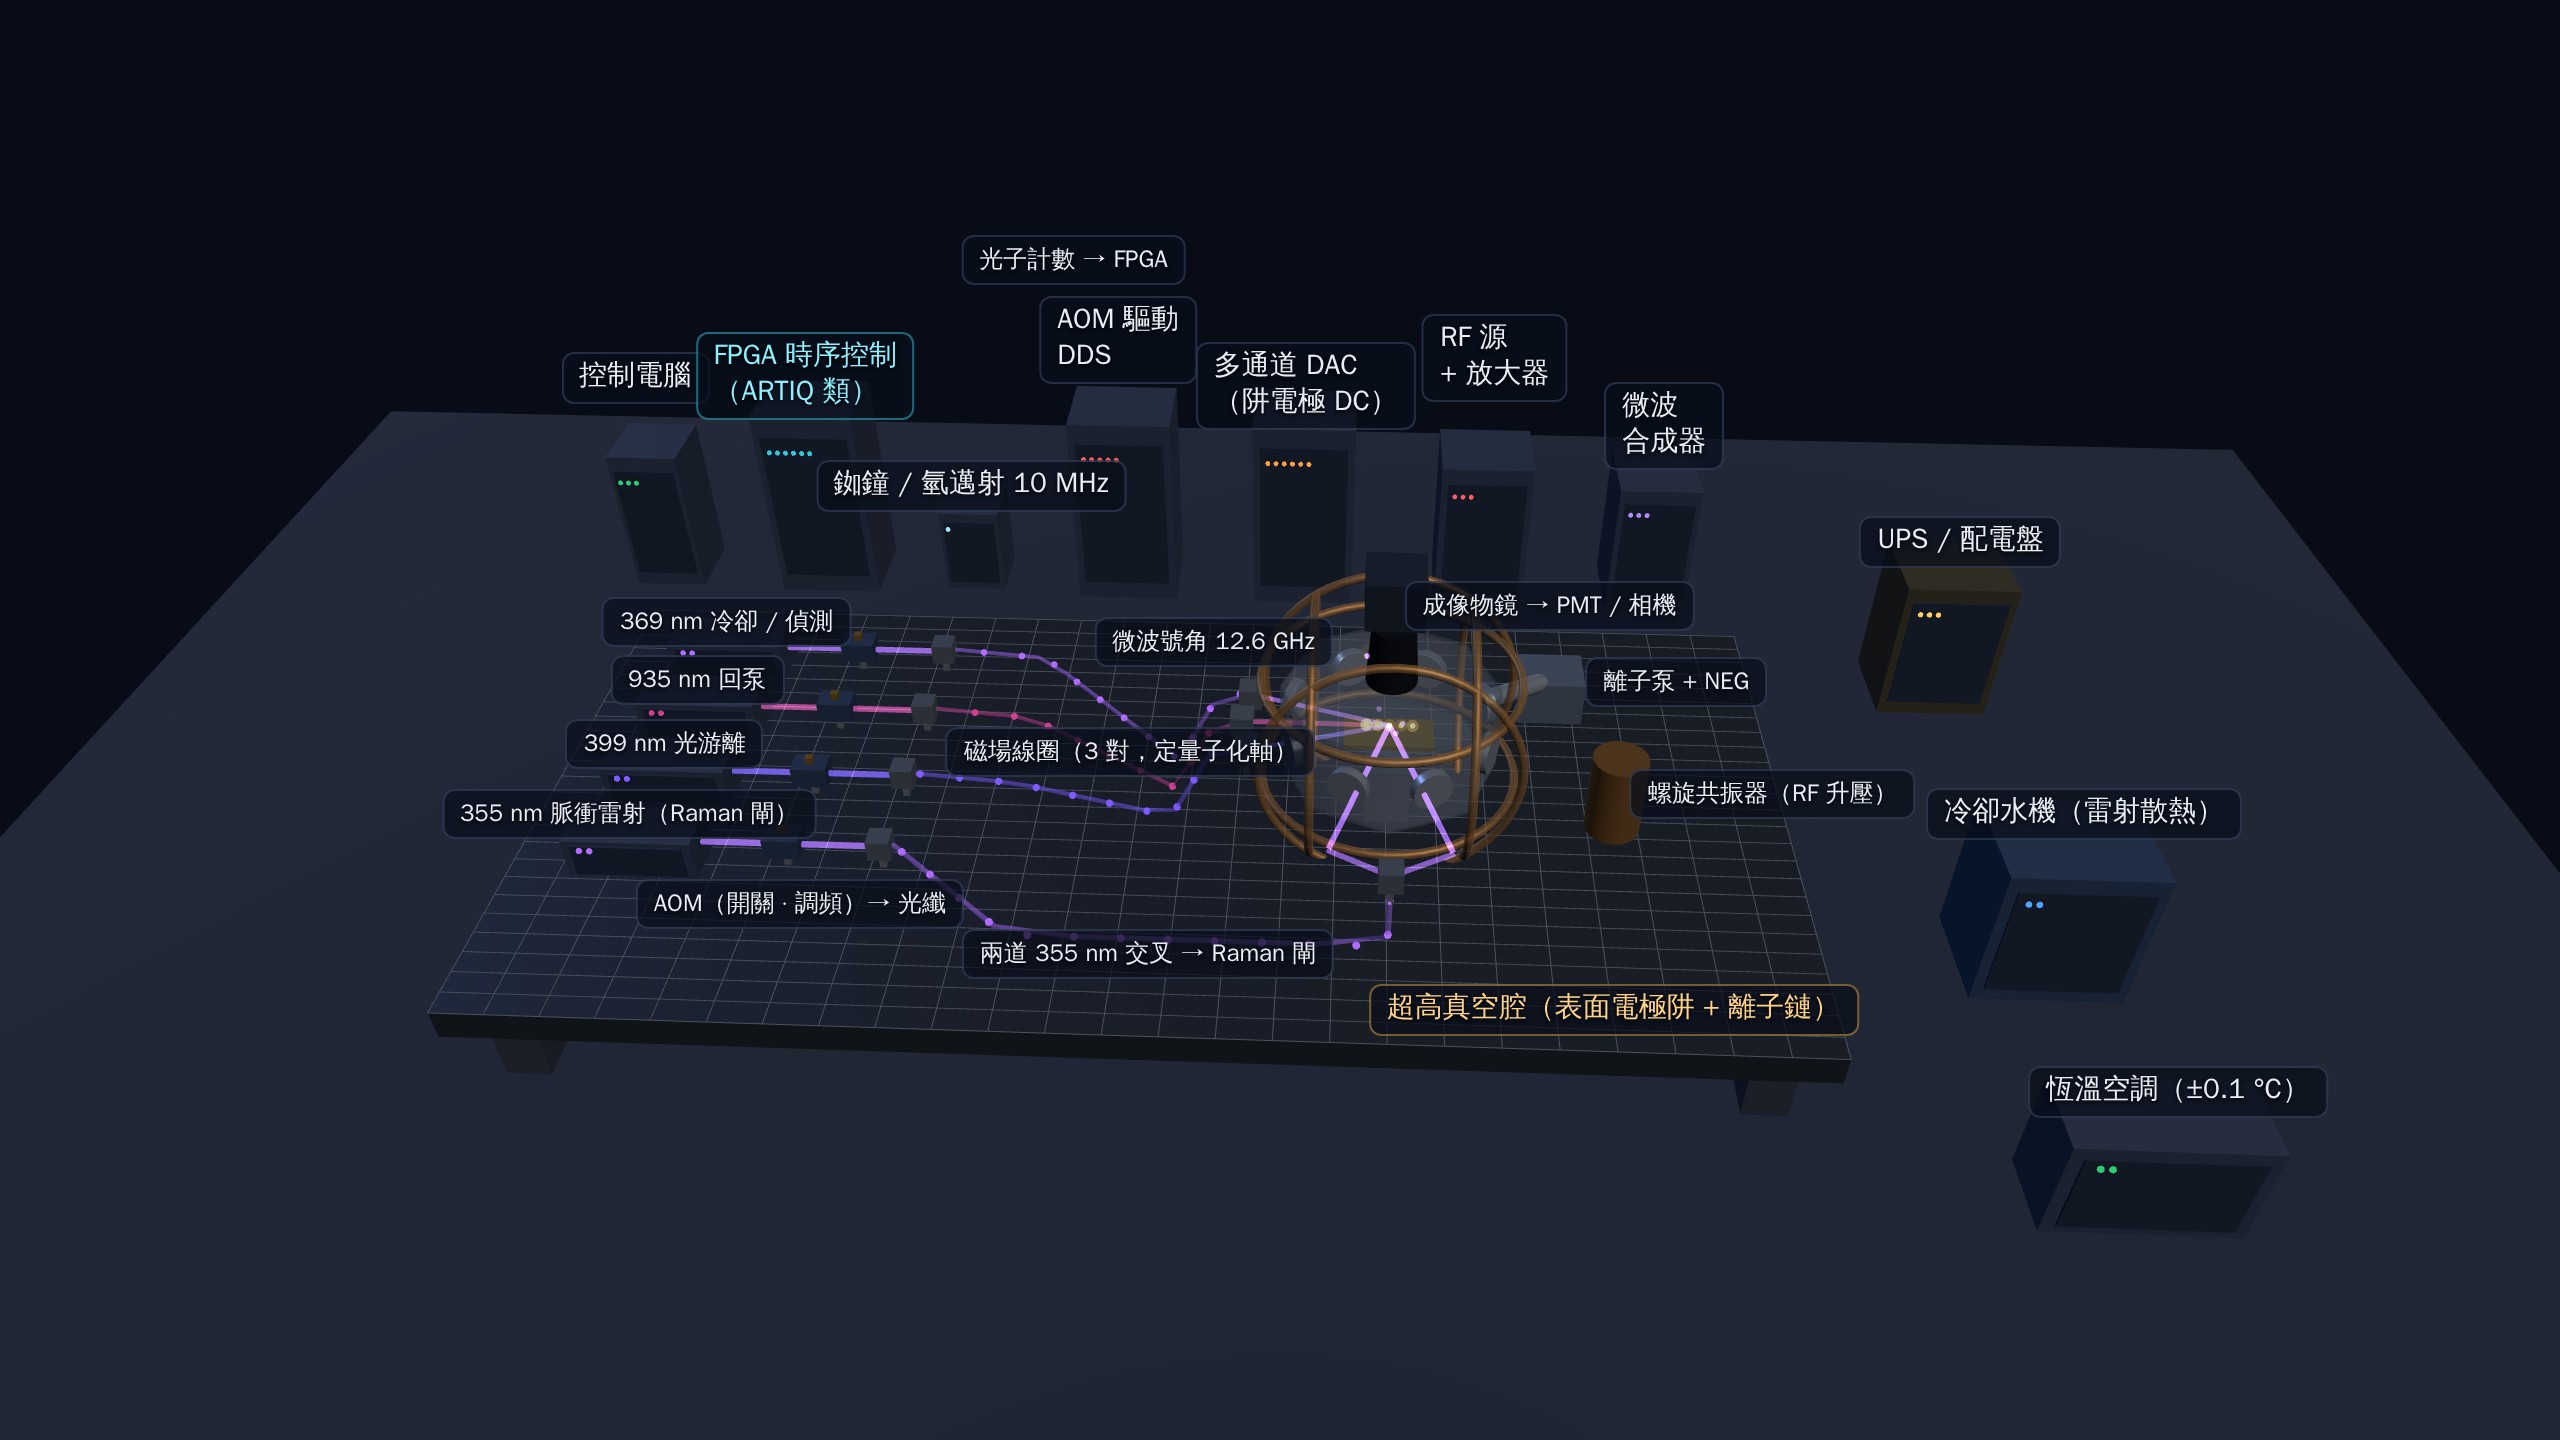 光子計數 → FPGA
AOM 驅動
DDS
RF 源
+ 放大器
控制電腦
FPGA 時序控制
（ARTIQ 類）
多通道 DAC
（阱電極 DC）
微波
合成器
銣鐘 / 氫邁射 10 MHz
UPS / 配電盤
369 nm 冷卻 / 偵測
成像物鏡 → PMT / 相機
微波號角 12.6 GHz
935 nm 回泵
離子泵 + NEG
399 nm 光游離
磁場線圈（3 對，定量子化軸）
螺旋共振器（RF 升壓）
355 nm 脈衝雷射（Raman 閘）
冷卻水機（雷射散熱）
AOM（開關 · 調頻）→ 光纖
兩道 355 nm 交叉 → Raman 閘
超高真空腔（表面電極阱 + 離子鏈）
恆溫空調（±0.1 °C）